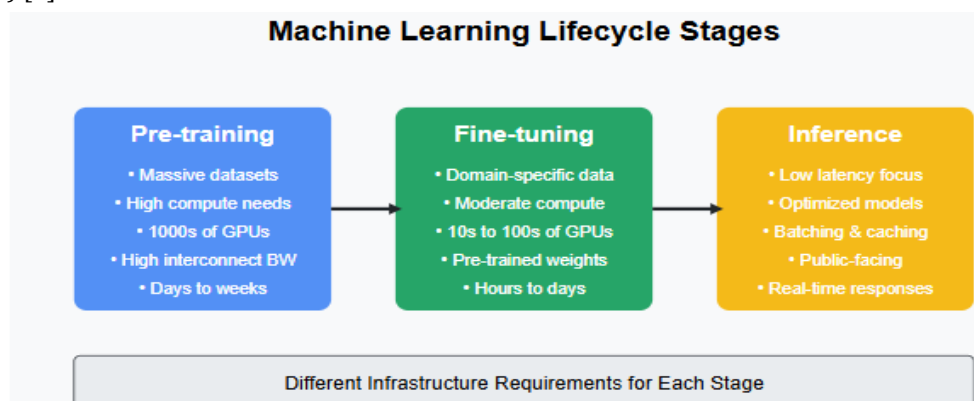 Machine Learning Lifecycle Stages
Pre-training
• Massive datasets
• High compute needs
• 1000s of GPUs
• High interconnect BW
• Days to weeks
Fine-tuning
• Domain-specific data
• Moderate compute
• 10s to 100s of GPUs
• Pre-trained weights
• Hours to days
Inference
• Low latency focus
• Optimized models
• Batching & caching
• Public-facing
• Real-time responses
Different Infrastructure Requirements for Each Stage